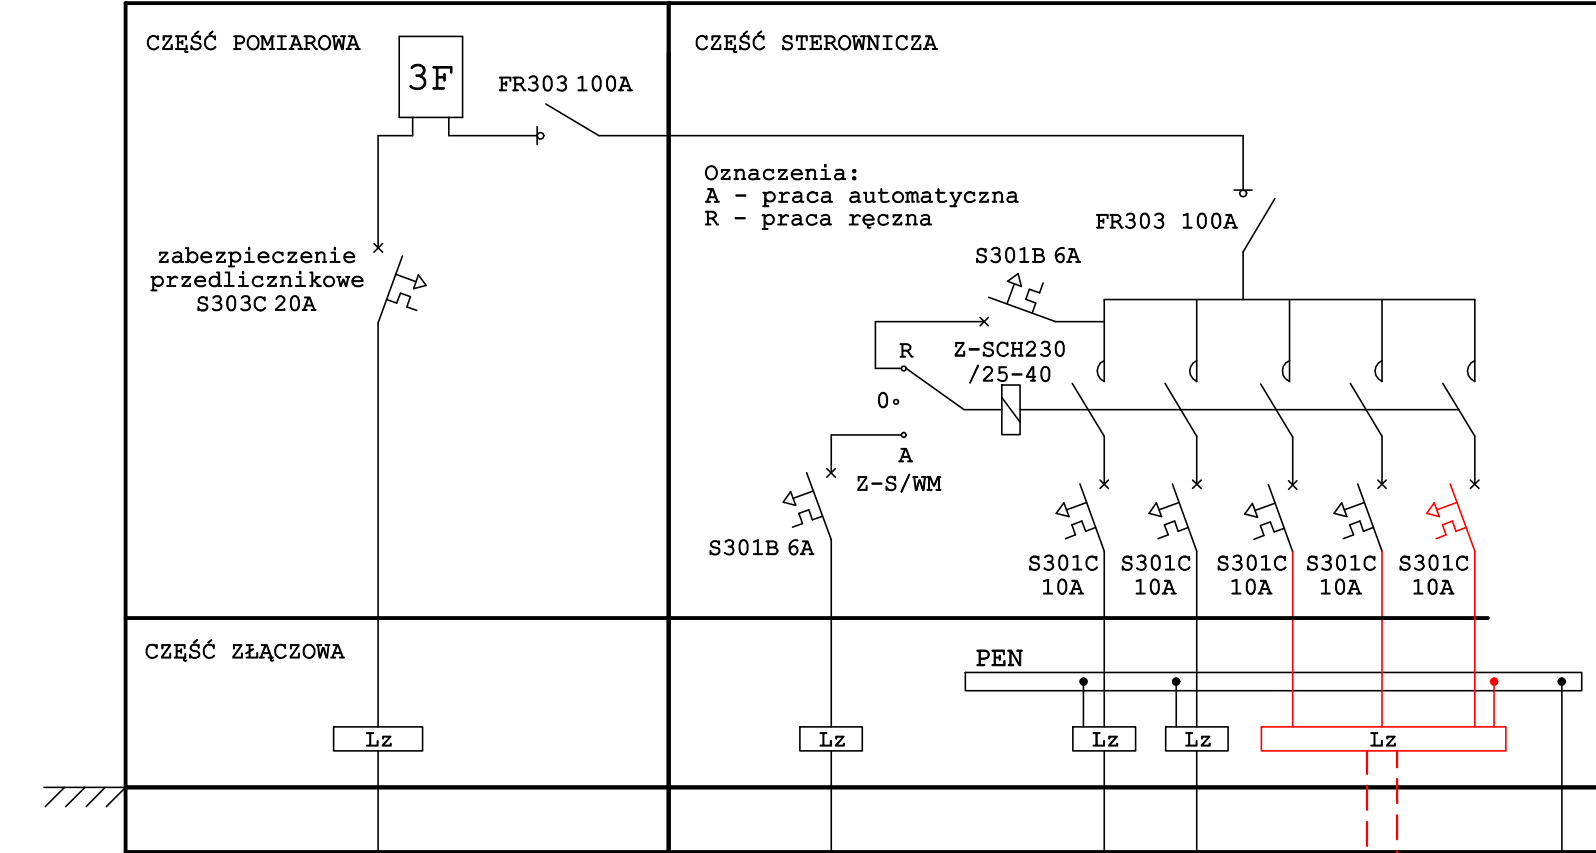 CZĘŚĆ POMIAROWA
3F
FR303 100A
zabezpieczenie
przedlicznikowe
S303C 20A
CZĘŚĆ STEROWNICZA
Oznaczenia:
A - praca automatyczna
R - praca ręczna
FR303 100A
S301B 6A
Z-SCH230
/25-40
R
0
A
Z-S/WM
S301B 6A
S301C
10A
S301C
10A
S301C
10A
S301C
10A
S301C
10A
CZĘŚĆ ZŁĄCZOWA
PEN
Lz
Lz
Lz
Lz
Lz